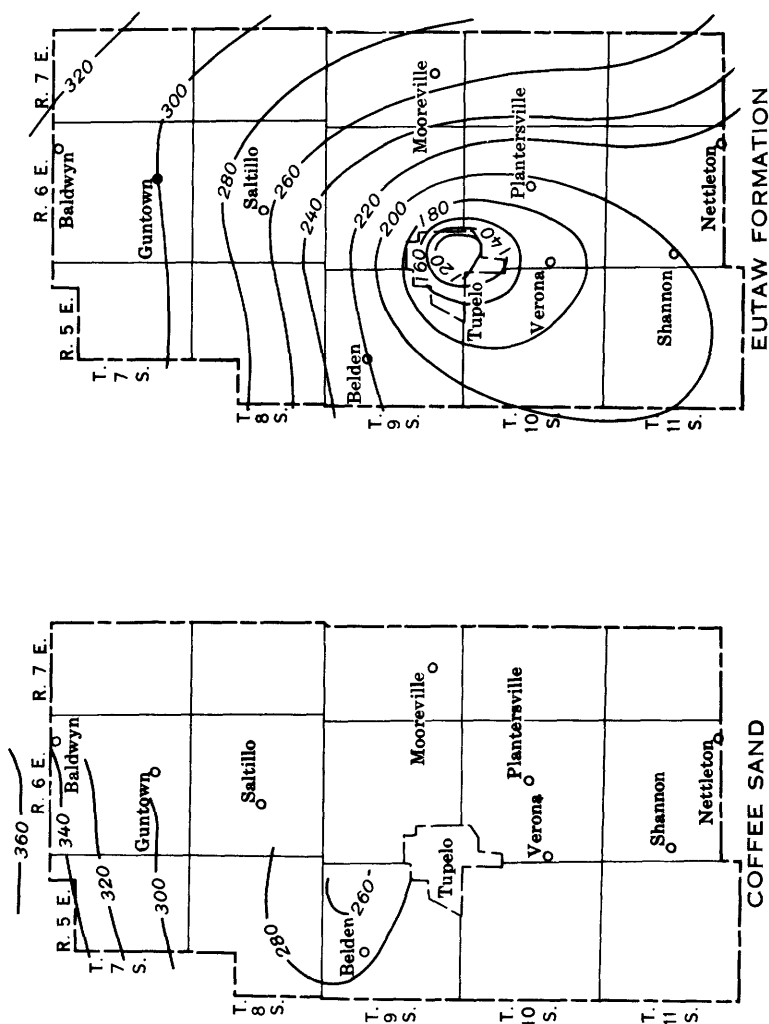 R. 7 E.
R. 6 E.
R. 5 E.
320
300
Baldwyn
Guntown
T.
7
S.
280
Saltillo
260
240
T.
8
S.
Mooreville
220
200
180
160
140
120
Tupelo
Belden
T.
9
S.
Plantersville
Verona
T.
10
S.
Shannon
Nettleton
T.
11
S.
EUTAW FORMATION
360
R. 7 E.
R. 6 E.
R. 5 E.
340
Baldwyn
320
Guntown
300
T.
7
S.
Saltillo
280
T.
8
S.
Mooreville
260
Belden
Tupelo
T.
9
S.
Plantersville
Verona
T.
10
S.
Shannon
Nettleton
T.
11
S.
COFFEE SAND